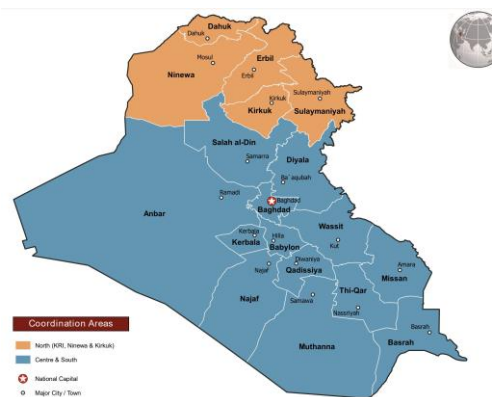 Dahuk
Dahuk
Mosul
Erbil
Erbil
Ninewa
Kirkuk
Kirkuk
Sulaymaniyah
Sulaymaniyah
Salah al-Din
Samarra
Diyala
Ba`aqubah
Ramadi
Anbar
Baghdad
Baghdad
Wassit
Kerbala
Kerbala
Hilla
Babylon
Kut
Najaf
Diwaniya
Qadissiya
Amara
Missan
Najaf
Samawa
Thi-Qar
Nassriyah
Basrah
Basrah
Muthanna
Coordination Areas
North (KRI, Ninewa & Kirkuk)
Centre & South
National Capital
Major City / Town